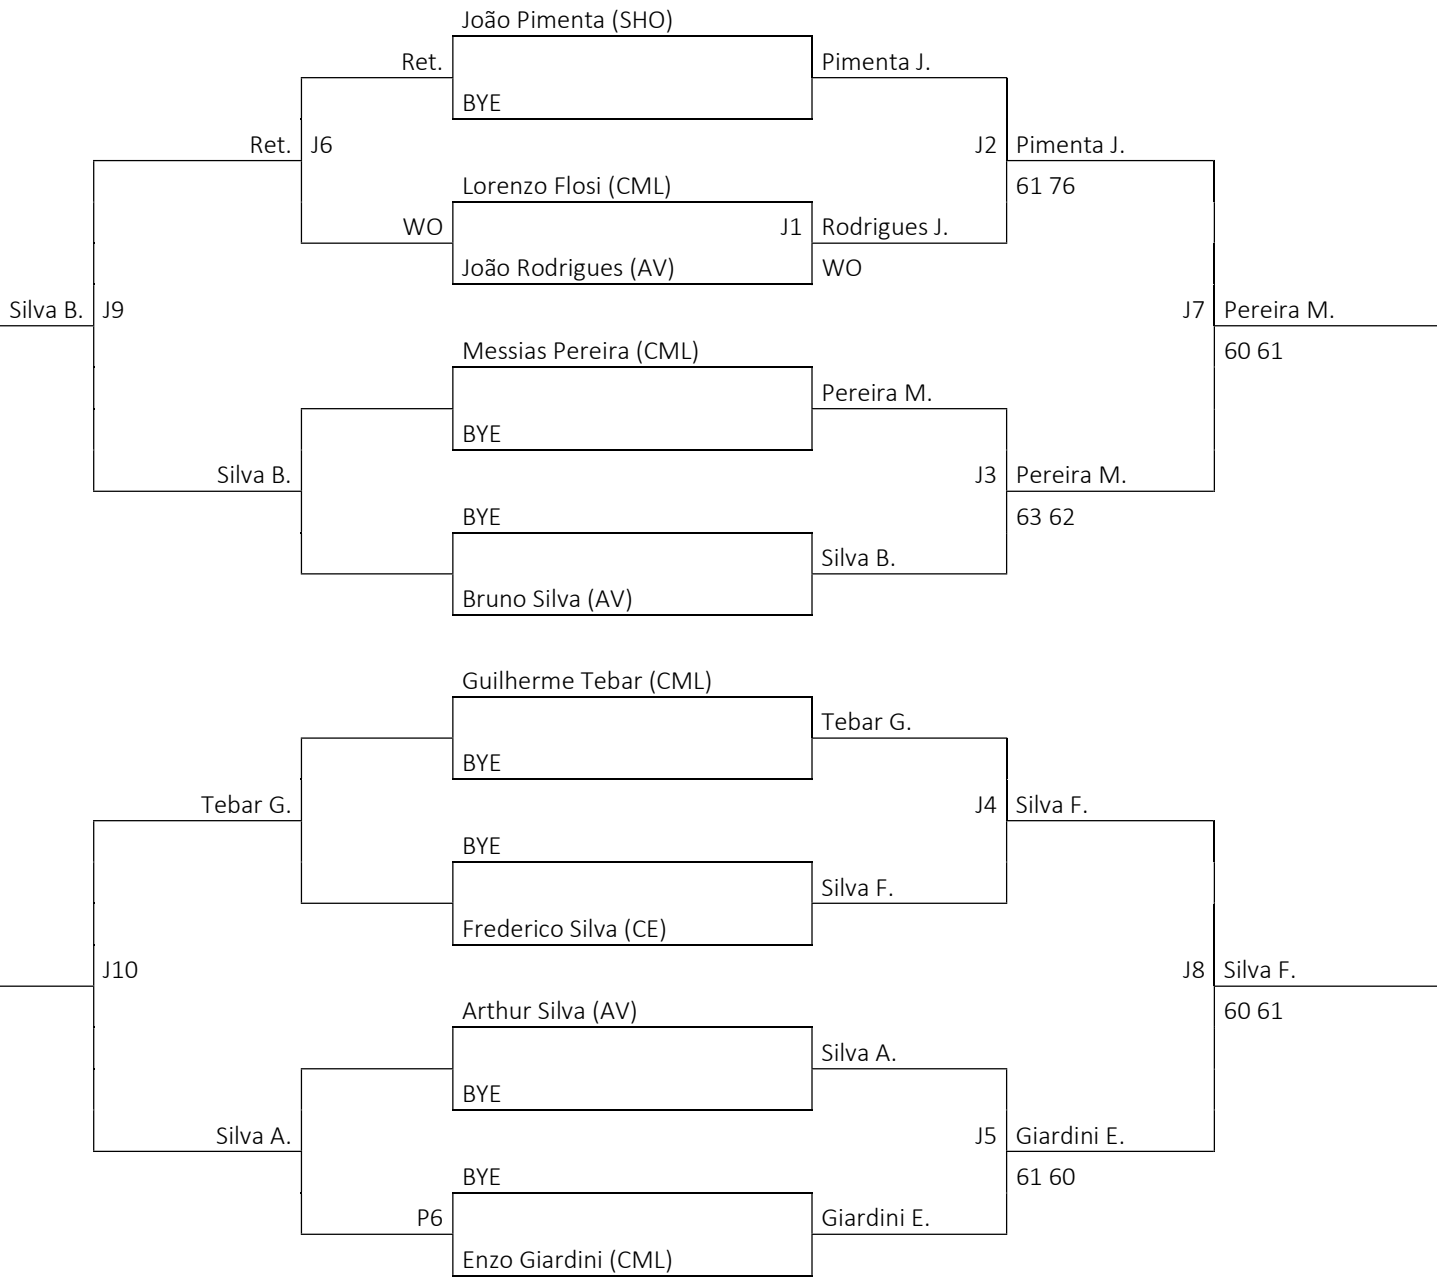 João Pimenta (SHO)
Ret.
Pimenta J.
BYE
Ret.
J6
J2
Pimenta J.
Lorenzo Flosi (CML)
61 76
WO
J1
Rodrigues J.
João Rodrigues (AV)
WO
Silva B.
J9
J7
Pereira M.
Messias Pereira (CML)
60 61
Pereira M.
BYE
Silva B.
J3
Pereira M.
BYE
63 62
Silva B.
Bruno Silva (AV)
Guilherme Tebar (CML)
Tebar G.
BYE
Tebar G.
J4
Silva F.
BYE
Silva F.
Frederico Silva (CE)
J10
J8
Silva F.
Arthur Silva (AV)
60 61
Silva A.
BYE
Silva A.
J5
Giardini E.
BYE
61 60
P6
Giardini E.
Enzo Giardini (CML)